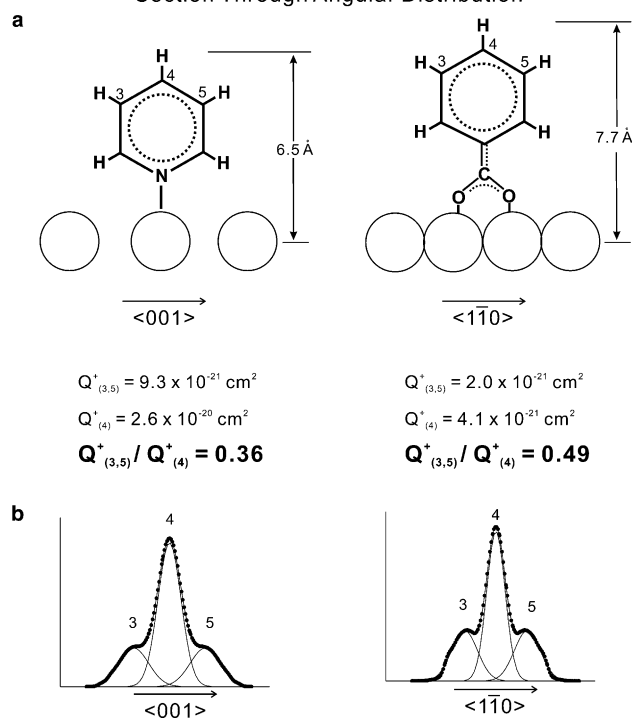 Section Through Angular Distribution
a
H
H 3 4 5 H
H H
N
6.5 Å
<001>
H
H 3 4 5 H
H H
C
O O
7.7 Å
<11̅0>
Q⁺(3,5) = 9.3 x 10⁻²¹ cm²
Q⁺(4) = 2.6 x 10⁻²⁰ cm²
Q⁺(3,5) / Q⁺(4) = 0.36
Q⁺(3,5) = 2.0 x 10⁻²¹ cm²
Q⁺(4) = 4.1 x 10⁻²¹ cm²
Q⁺(3,5) / Q⁺(4) = 0.49
b
4
3 5
<001>
4
3 5
<11̅0>